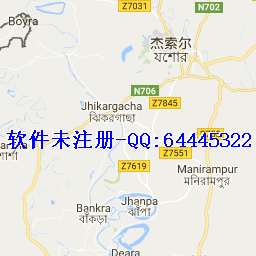 Z7031
N702
Boyra
杰索尔
যশোর
N706
Jhikargacha
ঝিকরগাছা
Z7845
软件未注册-QQ:64445322
শার্শা
Z7551
Z7619
Manirampur
মনিরামপুর
Jhanpa
ঝাঁপা
Bankra
বাঁকড়া
Deara